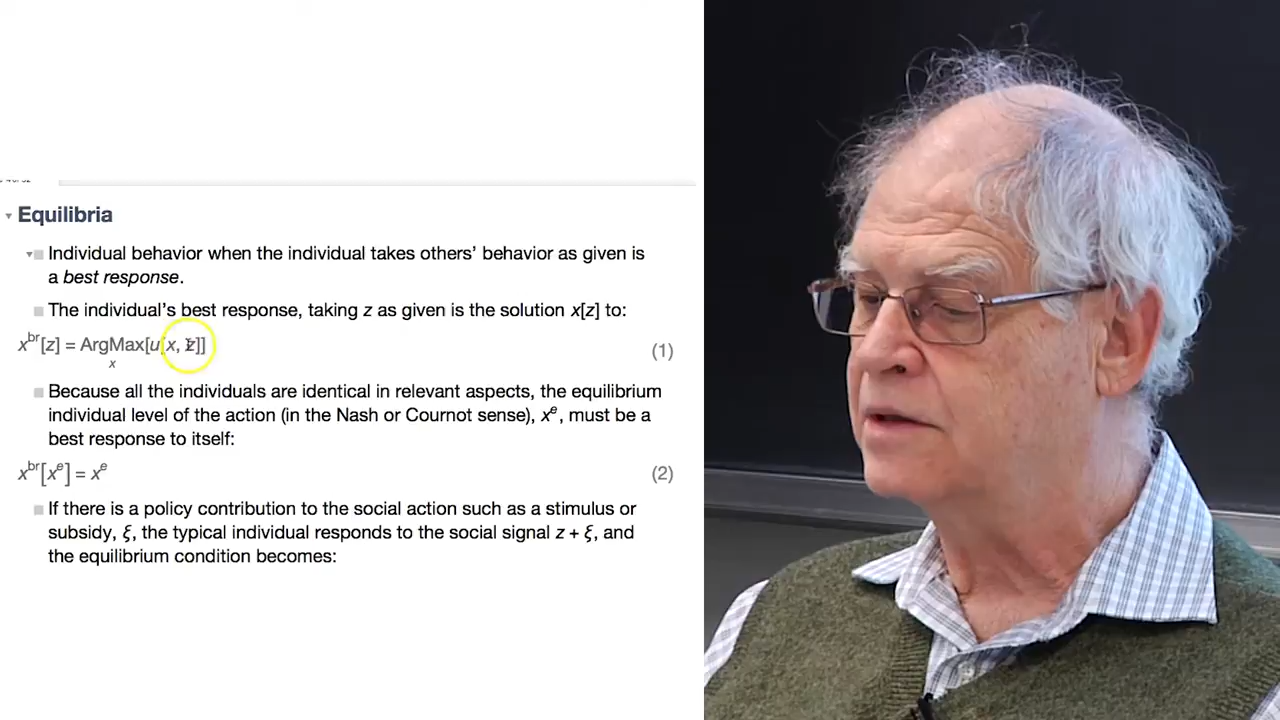 Equilibria
Individual behavior when the individual takes others' behavior as given is
a best response.
The individual's best response, taking z as given is the solution x[z] to:
x^br[z] = ArgMax[u[x, z]]
x
(1)
Because all the individuals are identical in relevant aspects, the equilibrium
individual level of the action (in the Nash or Cournot sense), x^e, must be a
best response to itself:
x^br[x^e] = x^e
(2)
If there is a policy contribution to the social action such as a stimulus or
subsidy, ξ, the typical individual responds to the social signal z + ξ, and
the equilibrium condition becomes: